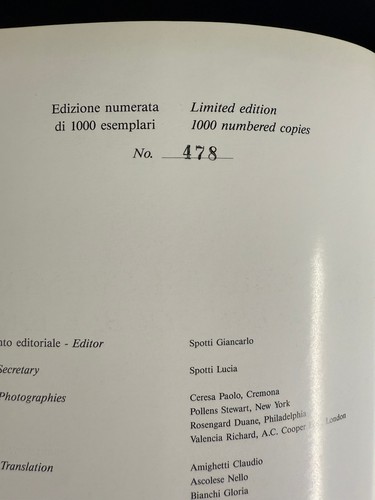 Edizione numerata Limited edition
di 1000 esemplari 1000 numbered copies
No. 478
nto editoriale - Editor Spotti Giancarlo
Secretary Spotti Lucia
Photographies Ceresa Paolo, Cremona
Pollens Stewart, New York
Rosengard Duane, Philadelphia
Valencia Richard, A.C. Cooper London
Translation Amighetti Claudio
Ascolese Nello
Bianchi Gloria